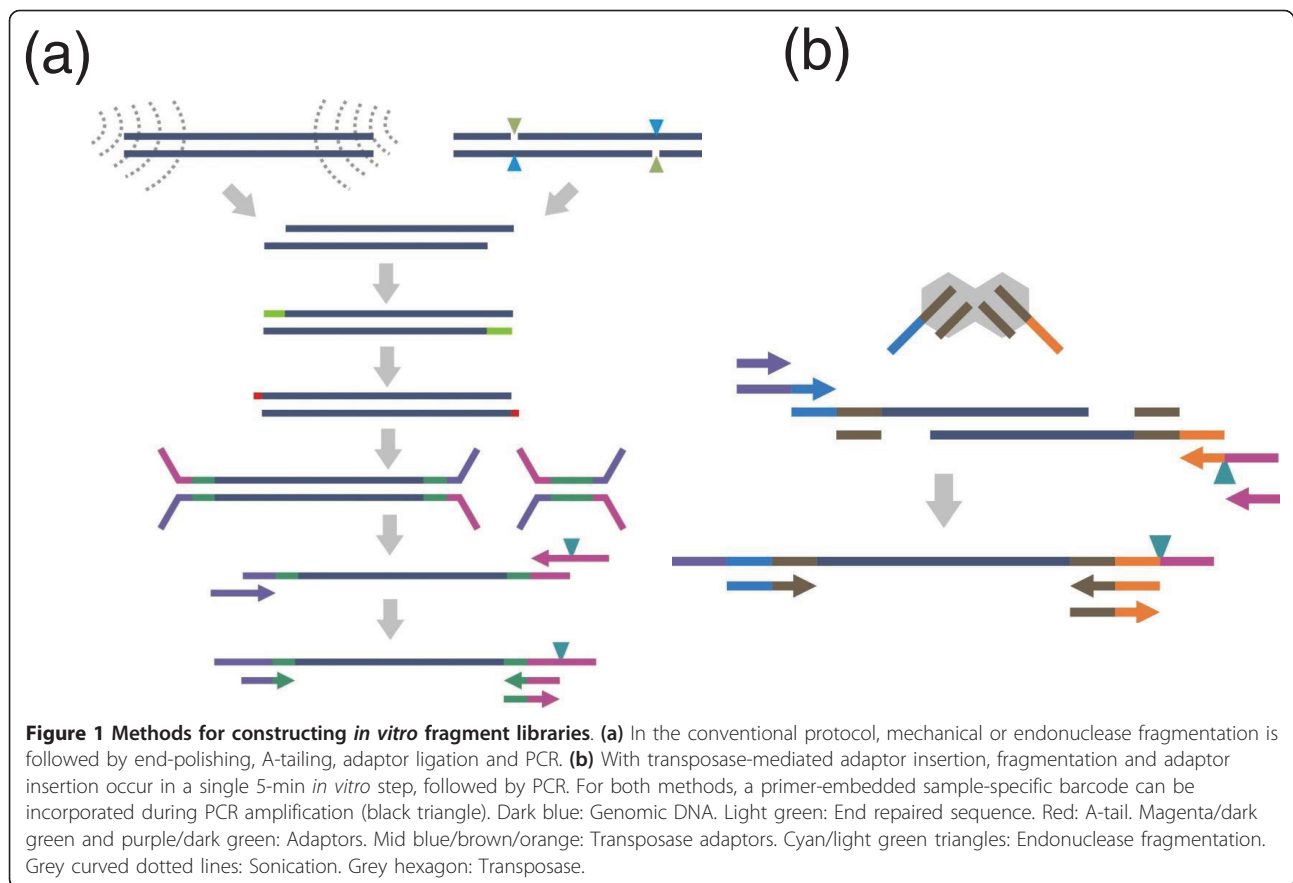 (a)
(b)
Figure 1 Methods for constructing in vitro fragment libraries. (a) In the conventional protocol, mechanical or endonuclease fragmentation is
followed by end-polishing, A-tailing, adaptor ligation and PCR. (b) With transposase-mediated adaptor insertion, fragmentation and adaptor
insertion occur in a single 5-min in vitro step, followed by PCR. For both methods, a primer-embedded sample-specific barcode can be
incorporated during PCR amplification (black triangle). Dark blue: Genomic DNA. Light green: End repaired sequence. Red: A-tail. Magenta/dark
green and purple/dark green: Adaptors. Mid blue/brown/orange: Transposase adaptors. Cyan/light green triangles: Endonuclease fragmentation.
Grey curved dotted lines: Sonication. Grey hexagon: Transposase.